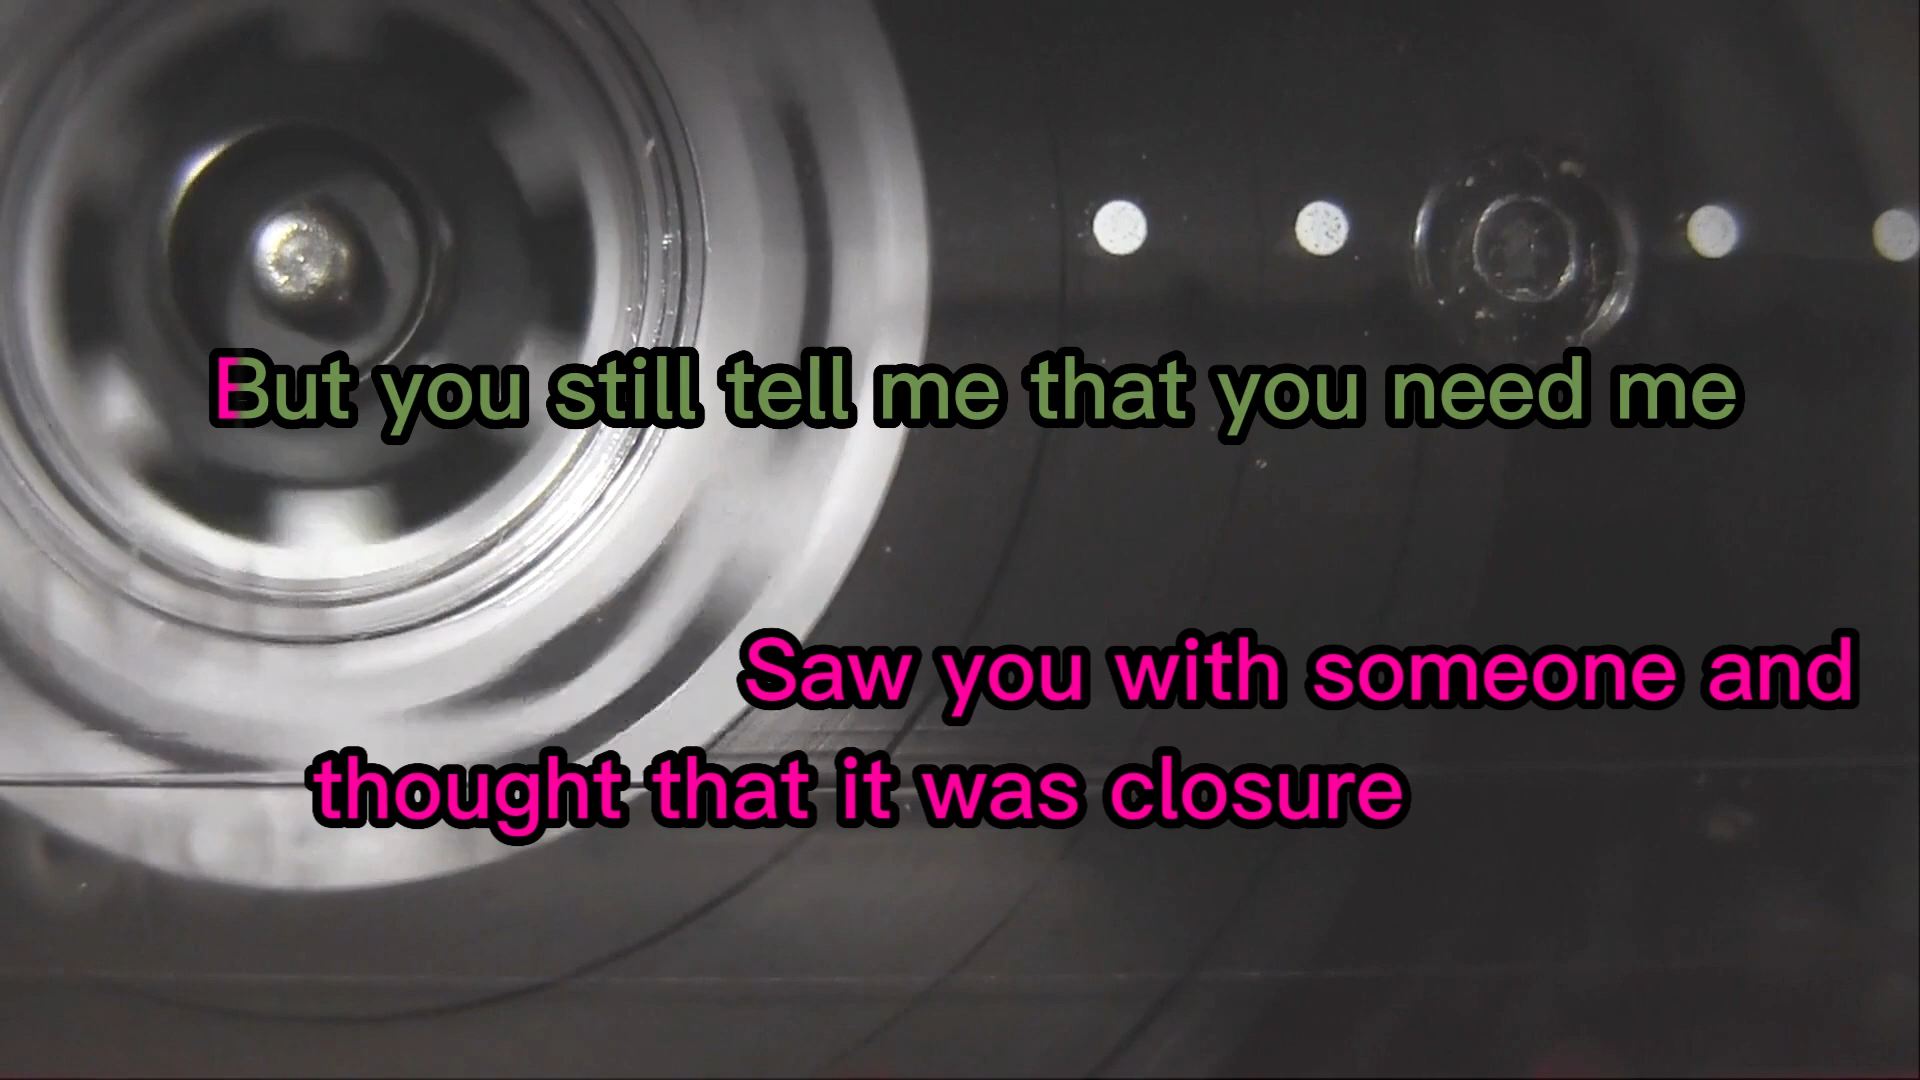 But you still tell me that you need me
Saw you with someone and
thought that it was closure